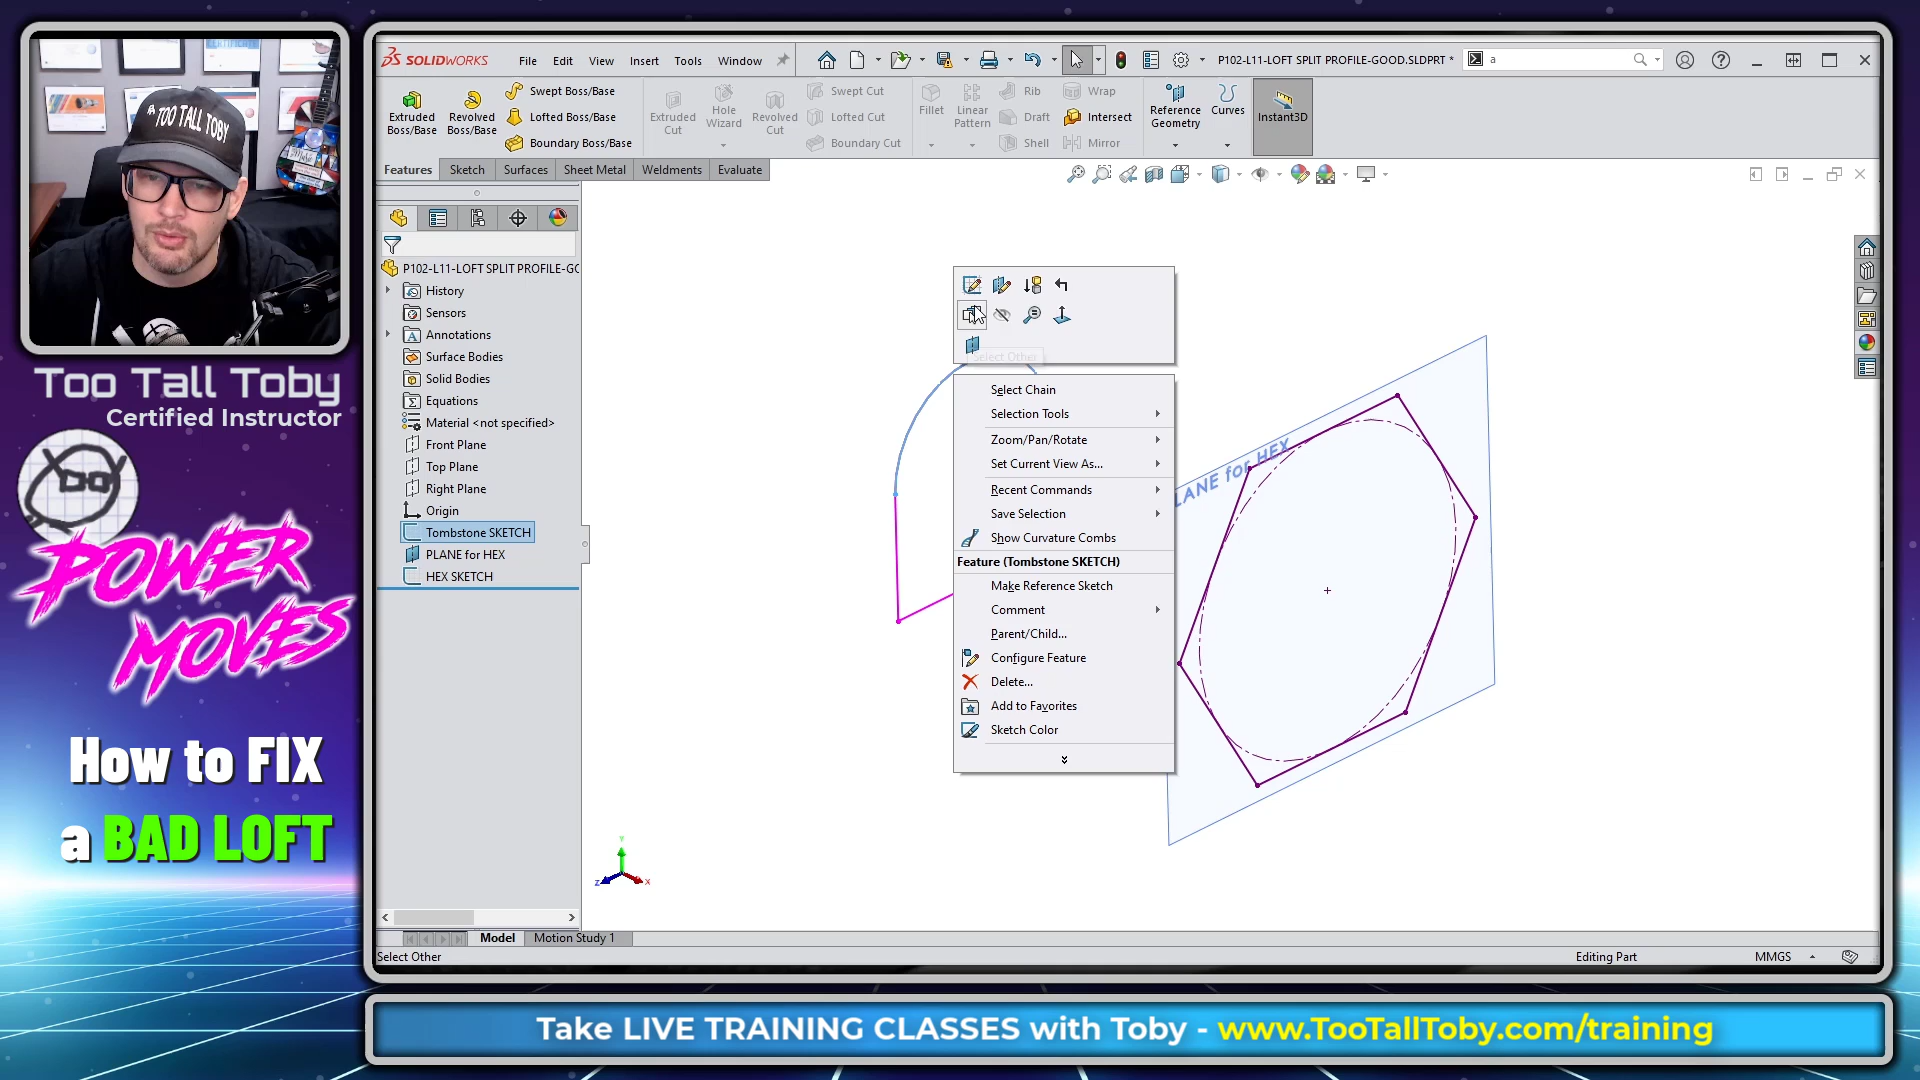 TOO TALL TOBY
Too Tall Toby
Certified Instructor
POWER
MOVES
How to FIX
a BAD LOFT
SOLIDWORKS
File
Edit
View
Insert
Tools
Window
P102-L11-LOFT SPLIT PROFILE-GOOD.SLDPRT *
a
Extruded
Boss/Base
Revolved
Boss/Base
Swept Boss/Base
Lofted Boss/Base
Boundary Boss/Base
Extruded
Cut
Hole
Wizard
Revolved
Cut
Swept Cut
Lofted Cut
Boundary Cut
Fillet
Linear
Pattern
Rib
Draft
Shell
Wrap
Intersect
Mirror
Reference
Geometry
Curves
Instant3D
Features
Sketch
Surfaces
Sheet Metal
Weldments
Evaluate
P102-L11-LOFT SPLIT PROFILE-GO
History
Sensors
Annotations
Surface Bodies
Solid Bodies
Equations
Material <not specified>
Front Plane
Top Plane
Right Plane
Origin
Tombstone SKETCH
PLANE for HEX
HEX SKETCH
Select Other
Select Chain
Selection Tools
Zoom/Pan/Rotate
Set Current View As...
Recent Commands
Save Selection
Show Curvature Combs
Feature (Tombstone SKETCH)
Make Reference Sketch
Comment
Parent/Child...
Configure Feature
Delete...
Add to Favorites
Sketch Color
LANE for HEX
Y
Z
X
Model
Motion Study 1
Select Other
Editing Part
MMGS
Take LIVE TRAINING CLASSES with Toby - www.TooTallToby.com/training